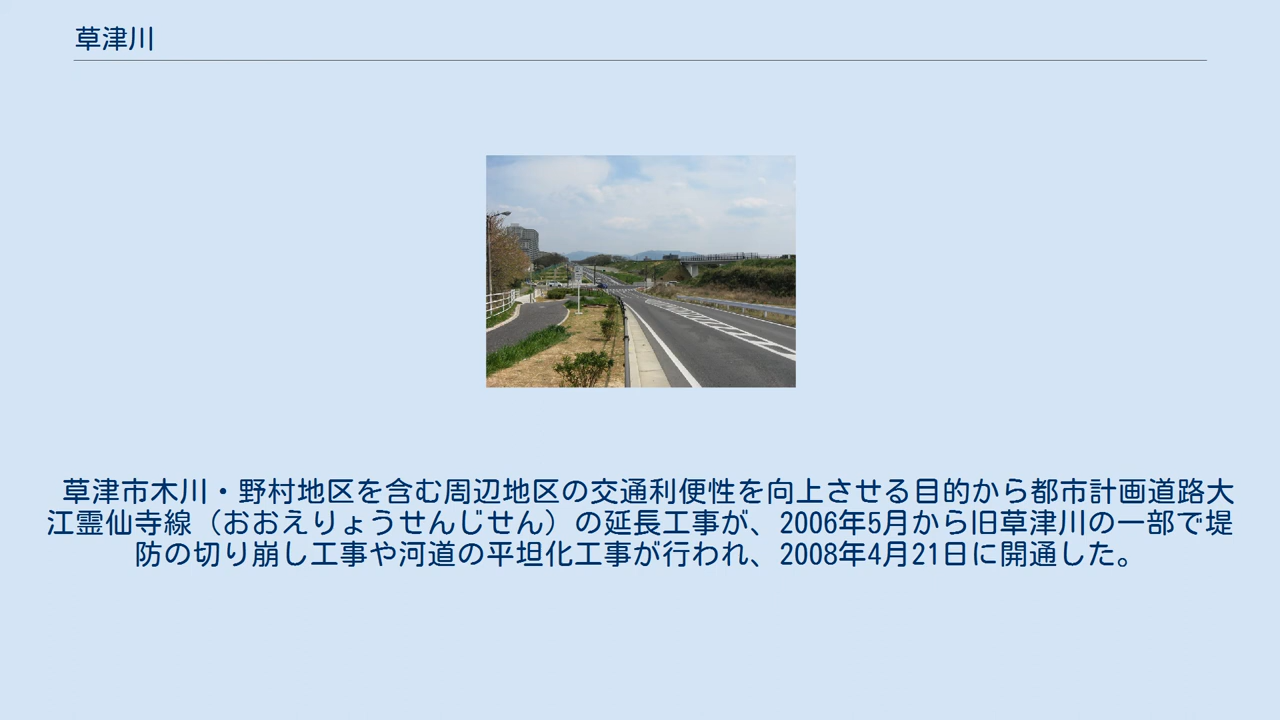 草津川
草津市木川・野村地区を含む周辺地区の交通利便性を向上させる目的から都市計画道路大
江霊仙寺線（おおえりょうせんじせん）の延長工事が、2006年5月から旧草津川の一部で堤
防の切り崩し工事や河道の平坦化工事が行われ、2008年4月21日に開通した。